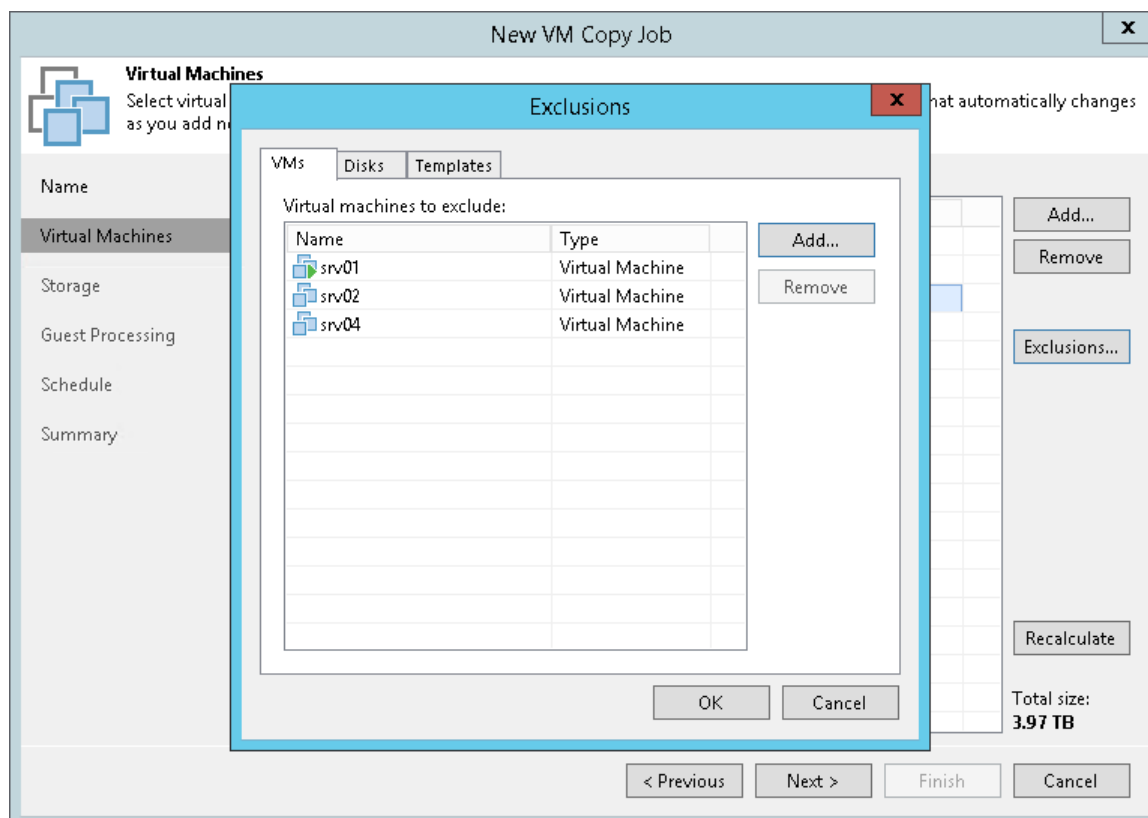 New VM Copy Job
x
Virtual Machines
Select virtual
hat automatically changes
as you add
Exclusions
x
Name
Virtual Machines
Storage
Guest Processing
Schedule
Summary
VMs
Disks
Templates
Virtual machines to exclude:
Name Type
srv01 Virtual Machine
srv02 Virtual Machine
srv04 Virtual Machine
Add...
Remove
OK
Cancel
Add...
Remove
Exclusions...
Recalculate
Total size:
3.97 TB
< Previous
Next >
Finish
Cancel